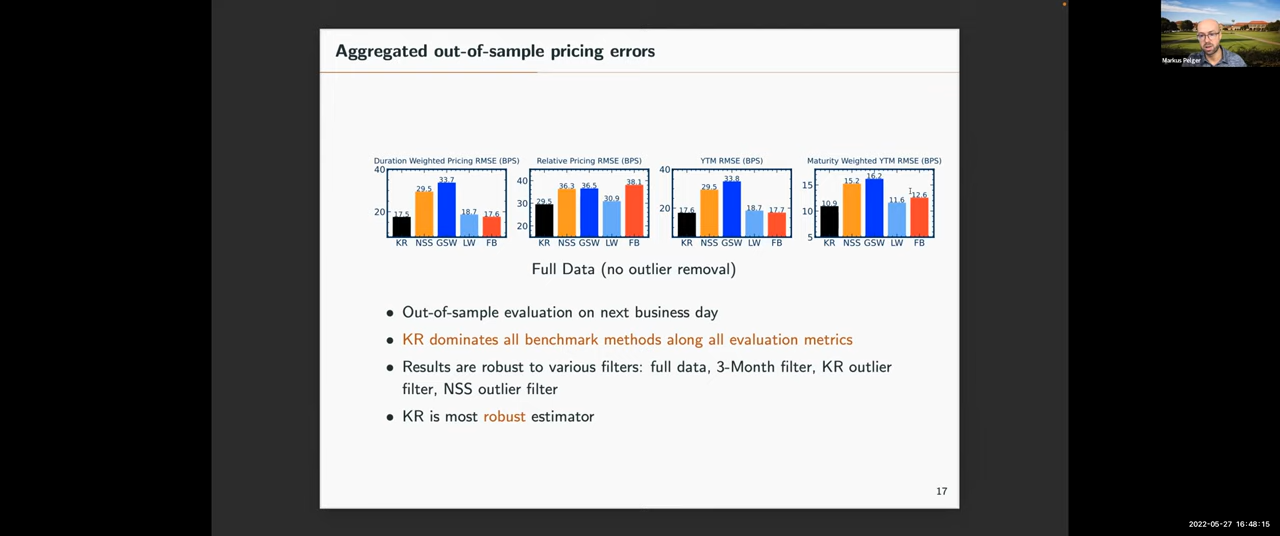 Aggregated out-of-sample pricing errors
Duration Weighted Pricing RMSE (BPS)
40
20
17.5
29.5
33.7
18.7
17.6
KR NSS GSW LW FB
Relative Pricing RMSE (BPS)
40
30
20
29.5
36.3
36.5
30.9
38.1
KR NSS GSW LW FB
YTM RMSE (BPS)
40
20
17.6
29.5
33.8
18.7
17.7
KR NSS GSW LW FB
Maturity Weighted YTM RMSE (BPS)
15
10
5
10.9
15.2
16.2
11.6
12.6
KR NSS GSW LW FB
Full Data (no outlier removal)
• Out-of-sample evaluation on next business day
• KR dominates all benchmark methods along all evaluation metrics
• Results are robust to various filters: full data, 3-Month filter, KR outlier
filter, NSS outlier filter
• KR is most robust estimator
17
Markus Pelger
2022-05-27 16:48:15